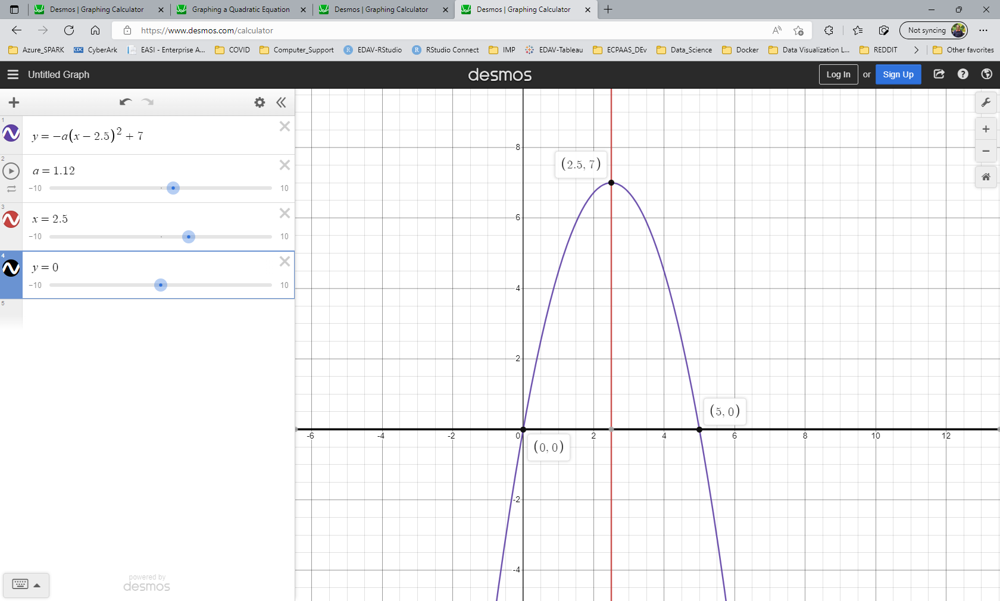 Desmos | Graphing Calculator
Graphing a Quadratic Equation
Desmos | Graphing Calculator
Desmos | Graphing Calculator
https://www.desmos.com/calculator
Not syncing
Azure_SPARK
CDC CyberArk
EASI - Enterprise A...
COVID
Computer_Support
R EDAV-RStudio
R RStudio Connect
IMP
EDAV-Tableau
ECPAAS_DEv
Data_Science
Docker
Data Visualization L...
REDDIT
Other favorites
Untitled Graph
desmos
Log In or Sign Up
1
y = −a(x − 2.5)² + 7
2
a = 1.12
−10 10
3
x = 2.5
−10 10
4
y = 0
−10 10
5
powered by
desmos
8
(2.5, 7)
6
4
2
(5, 0)
-6 -4 -2 0 2 4 6 8 10 12
(0, 0)
-2
-4